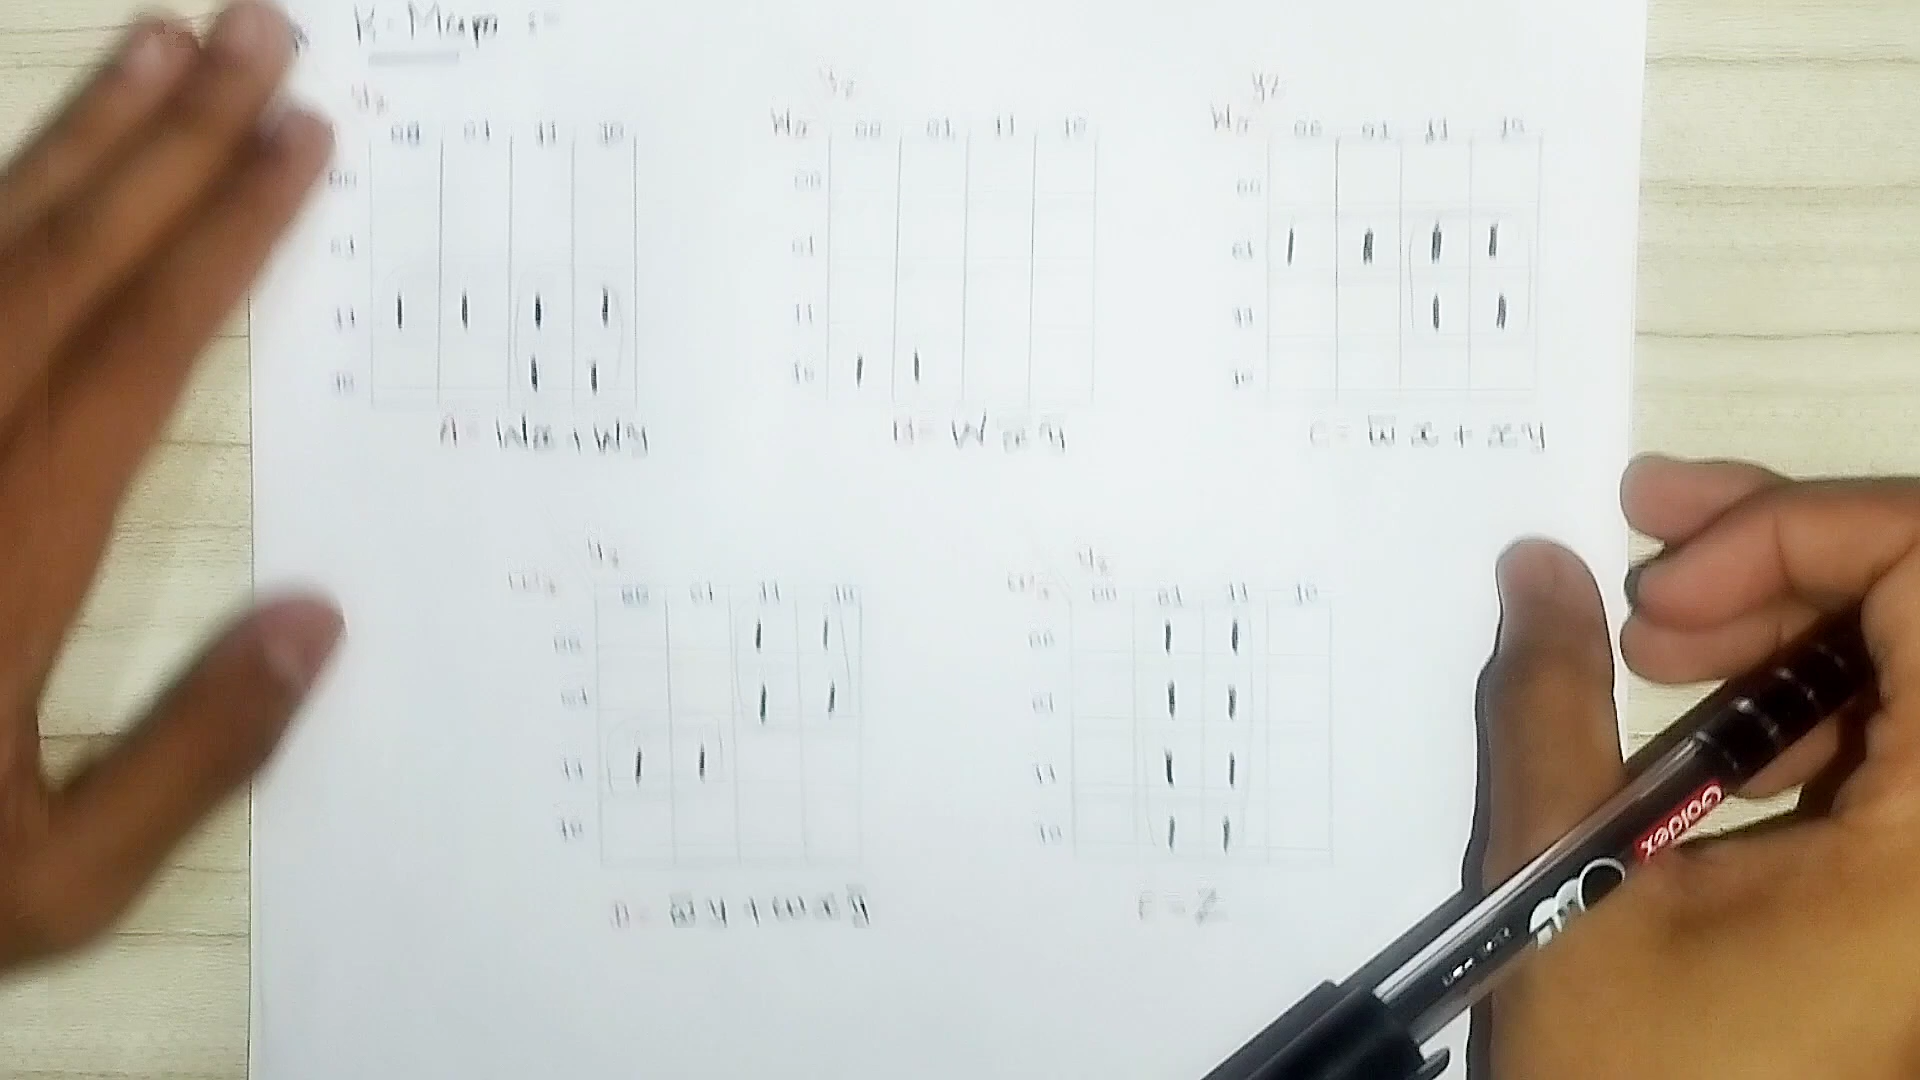 K-Map :-
yz yz yz
00 01 11 10 wx 00 01 11 10 wx 00 01 11 10
00 00 00
01 01 01
1 1 1 1
11 1 1 1 1 11 11 1 1
10 1 1 10 1 1 10
A = wx + wy B = w x̅ y̅ C = w̅ x + xy
yz yz
wx 00 01 11 10 wx 00 01 11 10
00 1 1 00 1 1
01 1 1 01 1 1
11 1 1 11 1 1
10 10 1 1
D = w̅ y + w x y̅ E = Z
Goldex